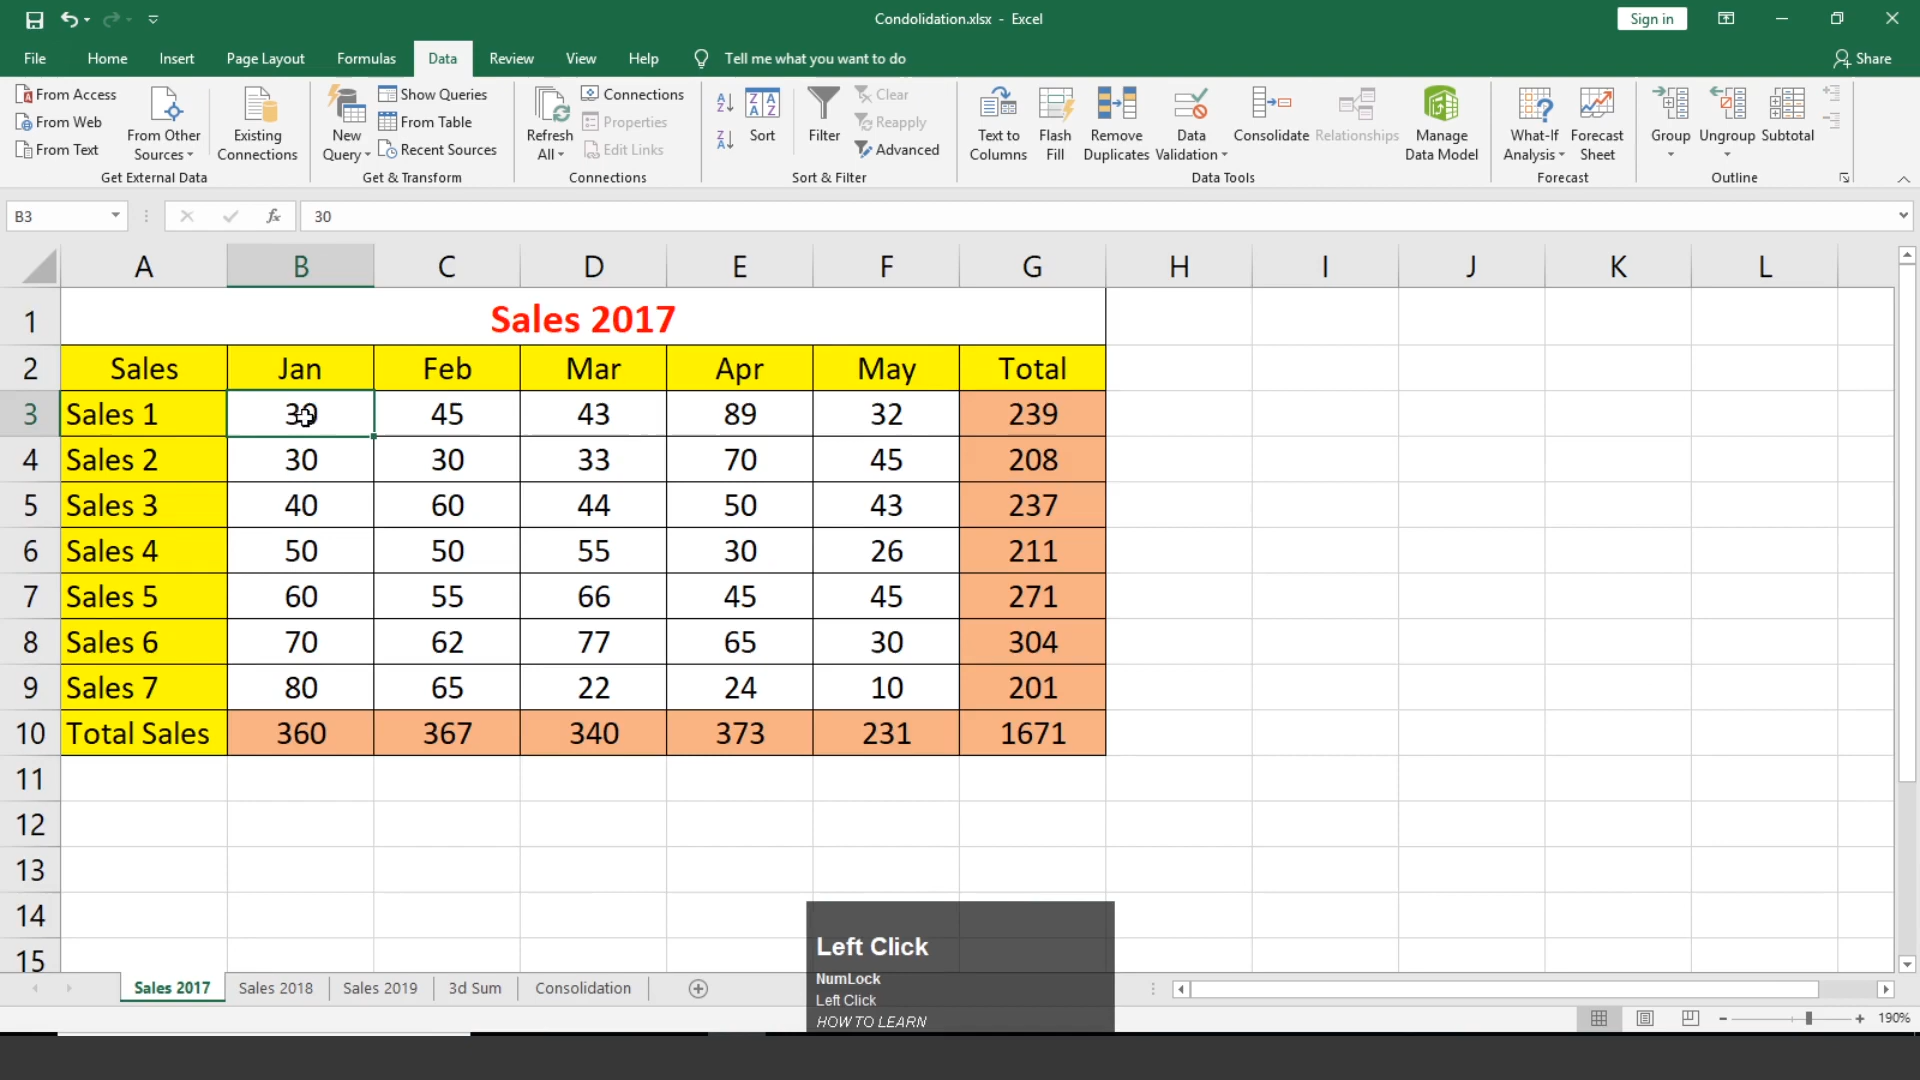 Condolidation.xlsx - Excel
Sign in
File Home Insert Page Layout Formulas Data Review View Help Tell me what you want to do Share
From Access
From Web
From Text
From Other Sources
Existing Connections
Get External Data
New Query
Show Queries
From Table
Recent Sources
Get & Transform
Refresh All
Connections
Properties
Edit Links
Connections
Sort
Filter
Clear
Reapply
Advanced
Sort & Filter
Text to Columns
Flash Fill
Remove Duplicates
Data Validation
Consolidate
Relationships
Manage Data Model
Data Tools
What-If Analysis
Forecast Sheet
Forecast
Group
Ungroup
Subtotal
Outline
B3 fx 30
A B C D E F G H I J K L
1 Sales 2017
2 Sales Jan Feb Mar Apr May Total
3 Sales 1 30 45 43 89 32 239
4 Sales 2 30 30 33 70 45 208
5 Sales 3 40 60 44 50 43 237
6 Sales 4 50 50 55 30 26 211
7 Sales 5 60 55 66 45 45 271
8 Sales 6 70 62 77 65 30 304
9 Sales 7 80 65 22 24 10 201
10 Total Sales 360 367 340 373 231 1671
11
12
13
14
15
Left Click
NumLock
Left Click
HOW TO LEARN
Sales 2017 Sales 2018 Sales 2019 3d Sum Consolidation
190%